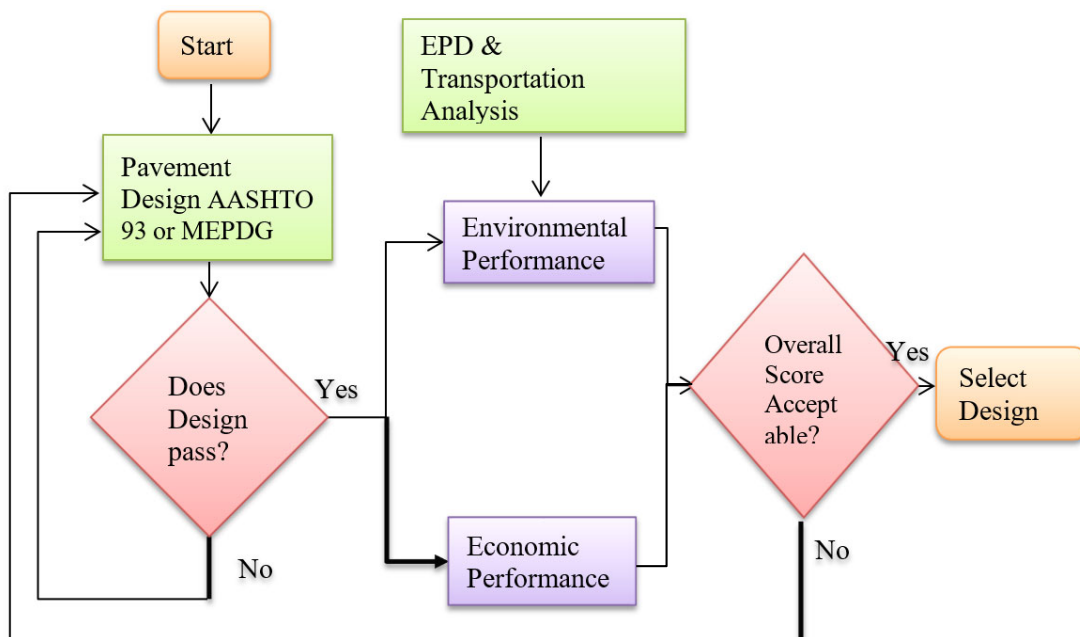 Start
EPD &
Transportation
Analysis
Pavement
Design AASHTO
93 or MEPDG
Environmental
Performance
Does
Design
pass?
Yes
No
Economic
Performance
Overall
Score
Accept
able?
Yes
No
Select
Design